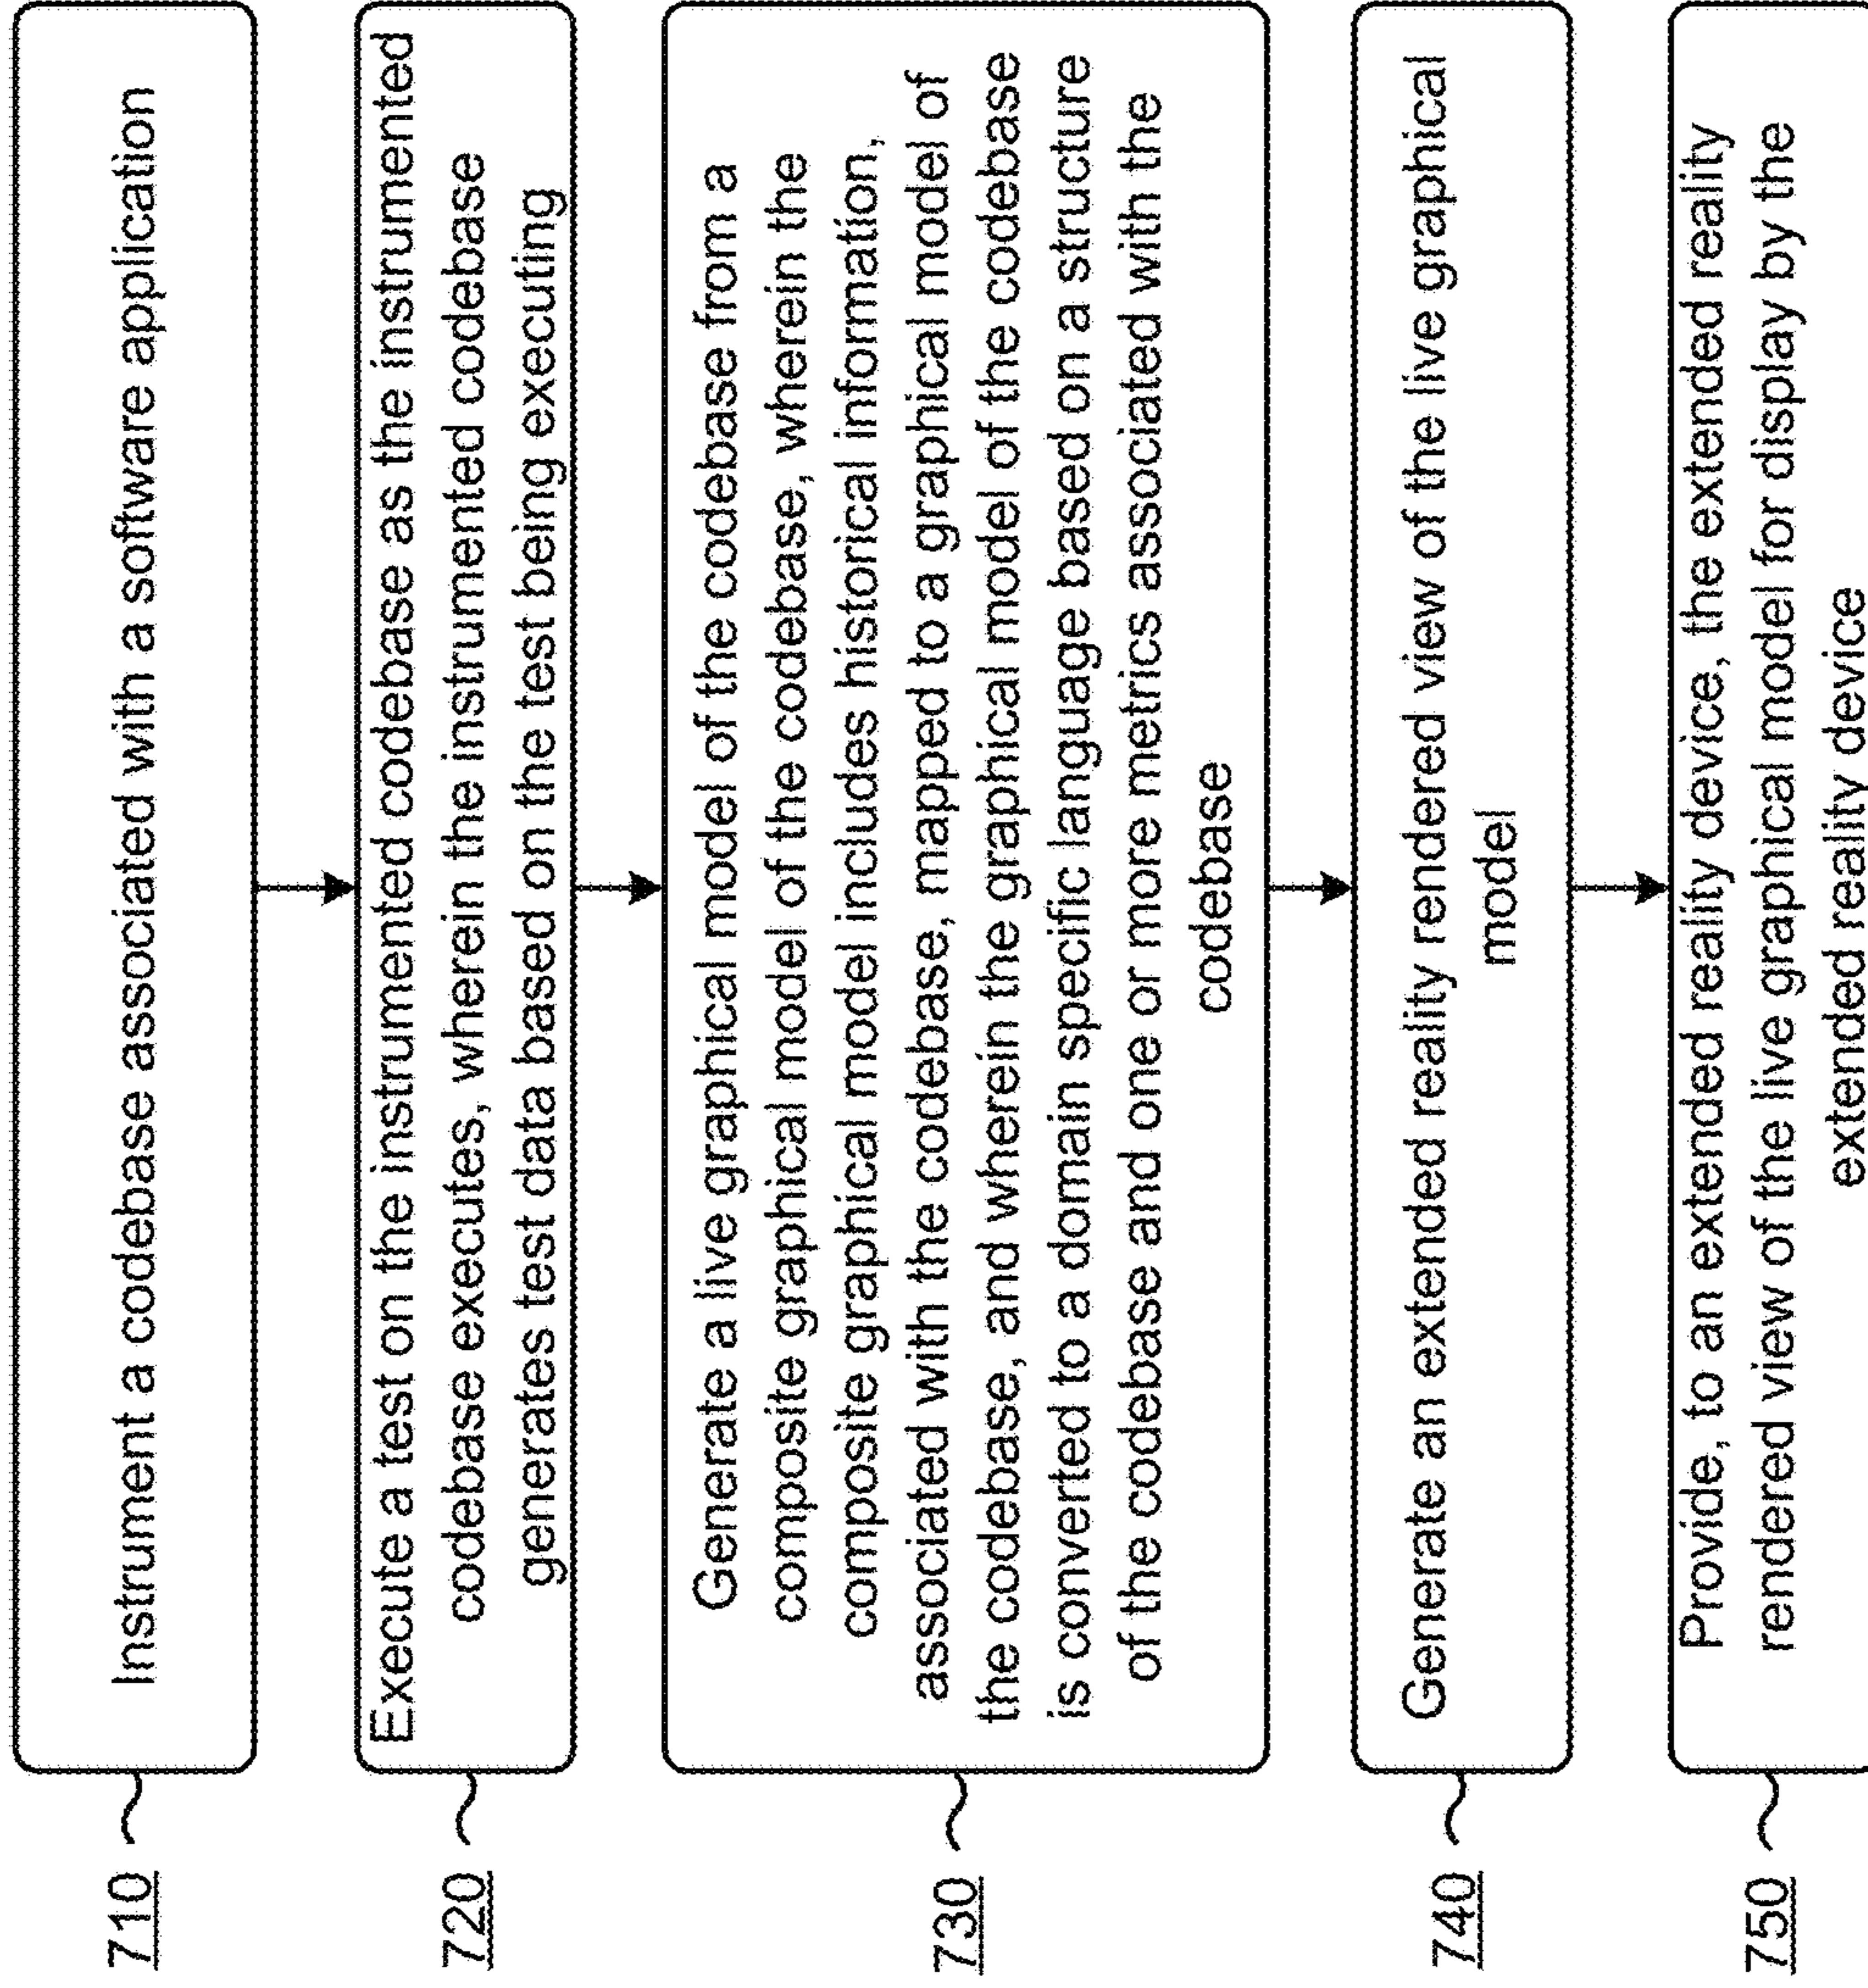 710
Instrument a codebase associated with a software application
720
Execute a test on the instrumented codebase as the instrumented
codebase executes, wherein the instrumented codebase
generates test data based on the test being executing
730
Generate a live graphical model of the codebase from a
composite graphical model of the codebase, wherein the
composite graphical model includes historical information,
associated with the codebase, mapped to a graphical model of
the codebase, and wherein the graphical model of the codebase
is converted to a domain specific language based on a structure
of the codebase and one or more metrics associated with the
codebase
740
Generate an extended reality rendered view of the live graphical
model
750
Provide, to an extended reality device, the extended reality
rendered view of the live graphical model for display by the
extended reality device